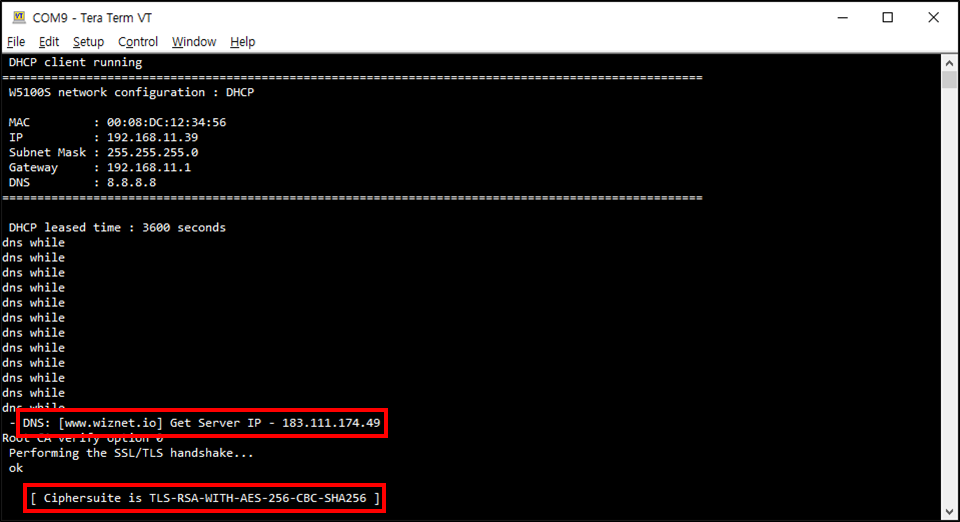 COM9 - Tera Term VT
File Edit Setup Control Window Help
DHCP client running
====================================================================================================
W5100S network configuration : DHCP
MAC : 00:08:DC:12:34:56
IP : 192.168.11.39
Subnet Mask : 255.255.255.0
Gateway : 192.168.11.1
DNS : 8.8.8.8
====================================================================================================
DHCP leased time : 3600 seconds
dns while
dns while
dns while
dns while
dns while
dns while
dns while
dns while
dns while
dns while
dns while
dns while
- DNS: [www.wiznet.io] Get Server IP - 183.111.174.49
Root CA verify option 0
Performing the SSL/TLS handshake...
ok
[ Ciphersuite is TLS-RSA-WITH-AES-256-CBC-SHA256 ]